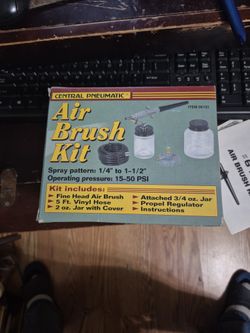 CENTRAL PNEUMATIC
Air
Brush
Kit
Spray pattern: 1/4" to 1-1/2"
Operating pressure: 15-50 PSI
Kit includes:
Fine Head Air Brush
5 Ft. Vinyl Hose
2 oz. Jar with Cover
Attached 3/4 oz. Jar
Propel Regulator
Instructions
AIR BRUSH